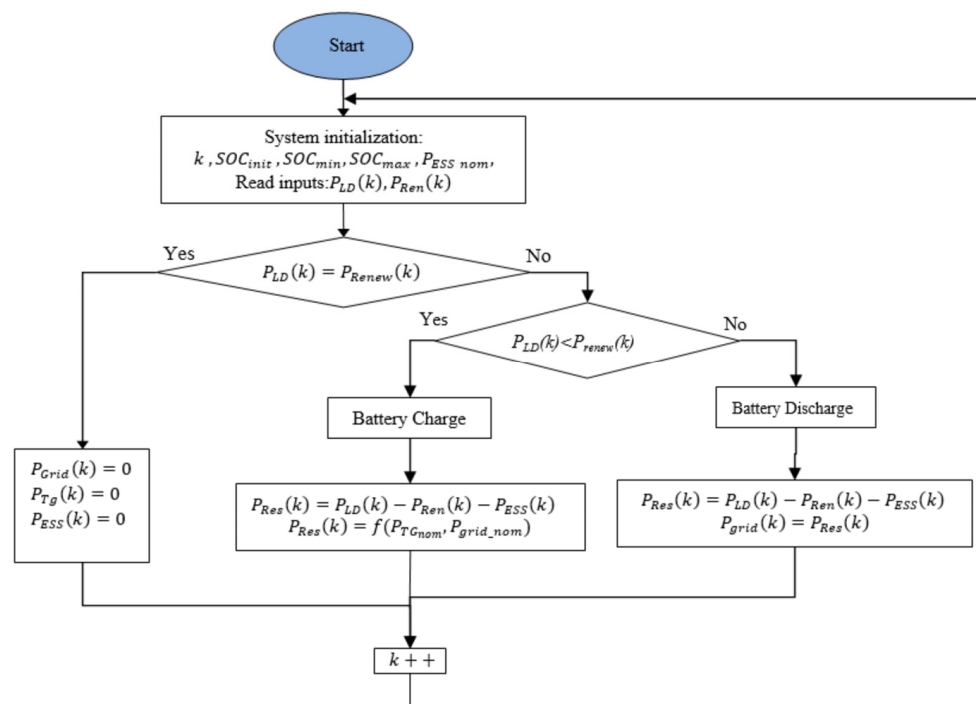 Start
System initialization:
k , SOC_init , SOC_min, SOC_max , P_ESS nom,
Read inputs:P_LD(k), P_Ren(k)
Yes
No
P_LD(k) = P_Renew(k)
Yes
No
P_LD(k)<P_renew(k)
Battery Charge
Battery Discharge
P_Grid(k) = 0
P_Tg(k) = 0
P_ESS(k) = 0
P_Res(k) = P_LD(k) − P_Ren(k) − P_ESS(k)
P_Res(k) = f(P_TG_nom, P_grid_nom)
P_Res(k) = P_LD(k) − P_Ren(k) − P_ESS(k)
P_grid(k) = P_Res(k)
k + +